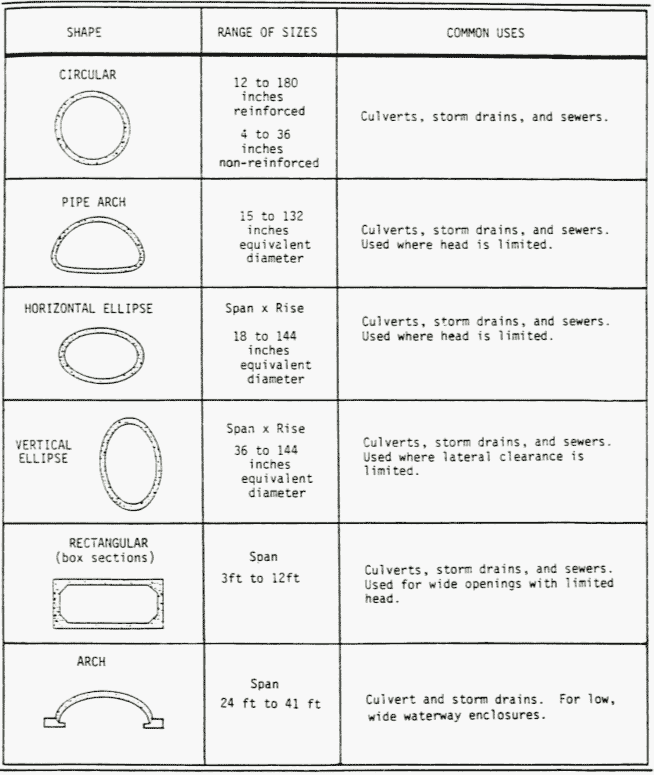 SHAPE RANGE OF SIZES COMMON USES
CIRCULAR
12 to 180
inches
reinforced
4 to 36
inches
non-reinforced
Culverts, storm drains, and sewers.
PIPE ARCH
15 to 132
inches
equivalent
diameter
Culverts, storm drains, and sewers.
Used where head is limited.
HORIZONTAL ELLIPSE
Span x Rise
18 to 144
inches
equivalent
diameter
Culverts, storm drains, and sewers.
Used where head is limited.
VERTICAL
ELLIPSE
Span x Rise
36 to 144
inches
equivalent
diameter
Culverts, storm drains, and sewers.
Used where lateral clearance is
limited.
RECTANGULAR
(box sections)
Span
3ft to 12ft
Culverts, storm drains, and sewers.
Used for wide openings with limited
head.
ARCH
Span
24 ft to 41 ft
Culvert and storm drains. For low,
wide waterway enclosures.